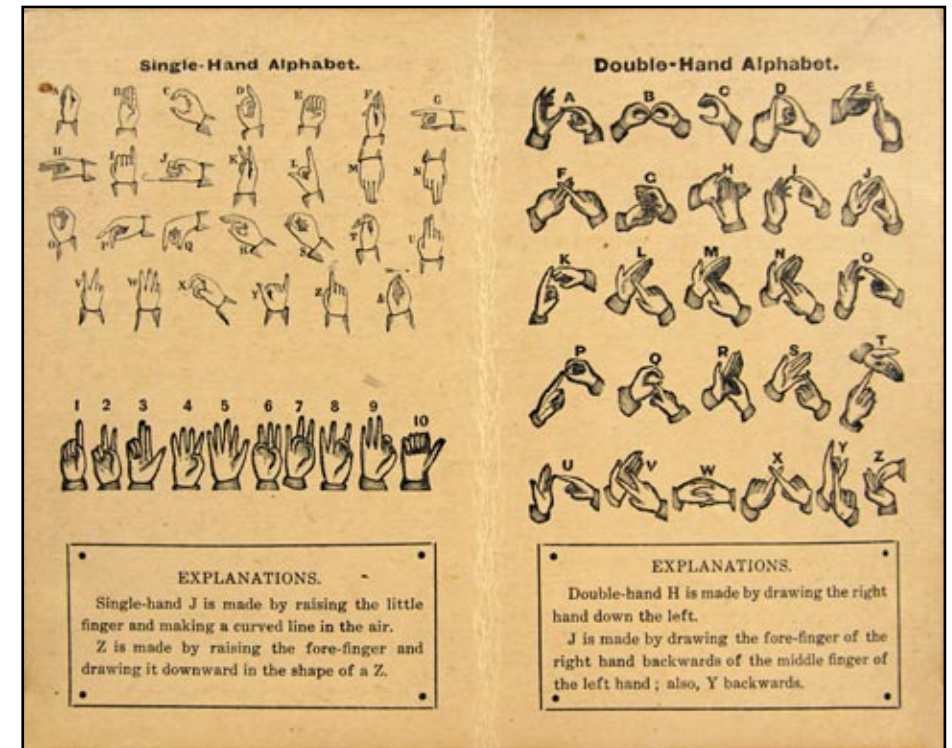 Single-Hand Alphabet.
A B C D E F G
H I J K L M N
O P Q R S T U
V W X Y Z &
1 2 3 4 5 6 7 8 9 10
EXPLANATIONS.
Single-hand J is made by raising the little
finger and making a curved line in the air.
Z is made by raising the fore-finger and
drawing it downward in the shape of a Z.
Double-Hand Alphabet.
A B C D E
F G H I J
K L M N O
P Q R S T
U V W X Y Z
EXPLANATIONS.
Double-hand H is made by drawing the right
hand down the left.
J is made by drawing the fore-finger of the
right hand backwards of the middle finger of
the left hand ; also, Y backwards.